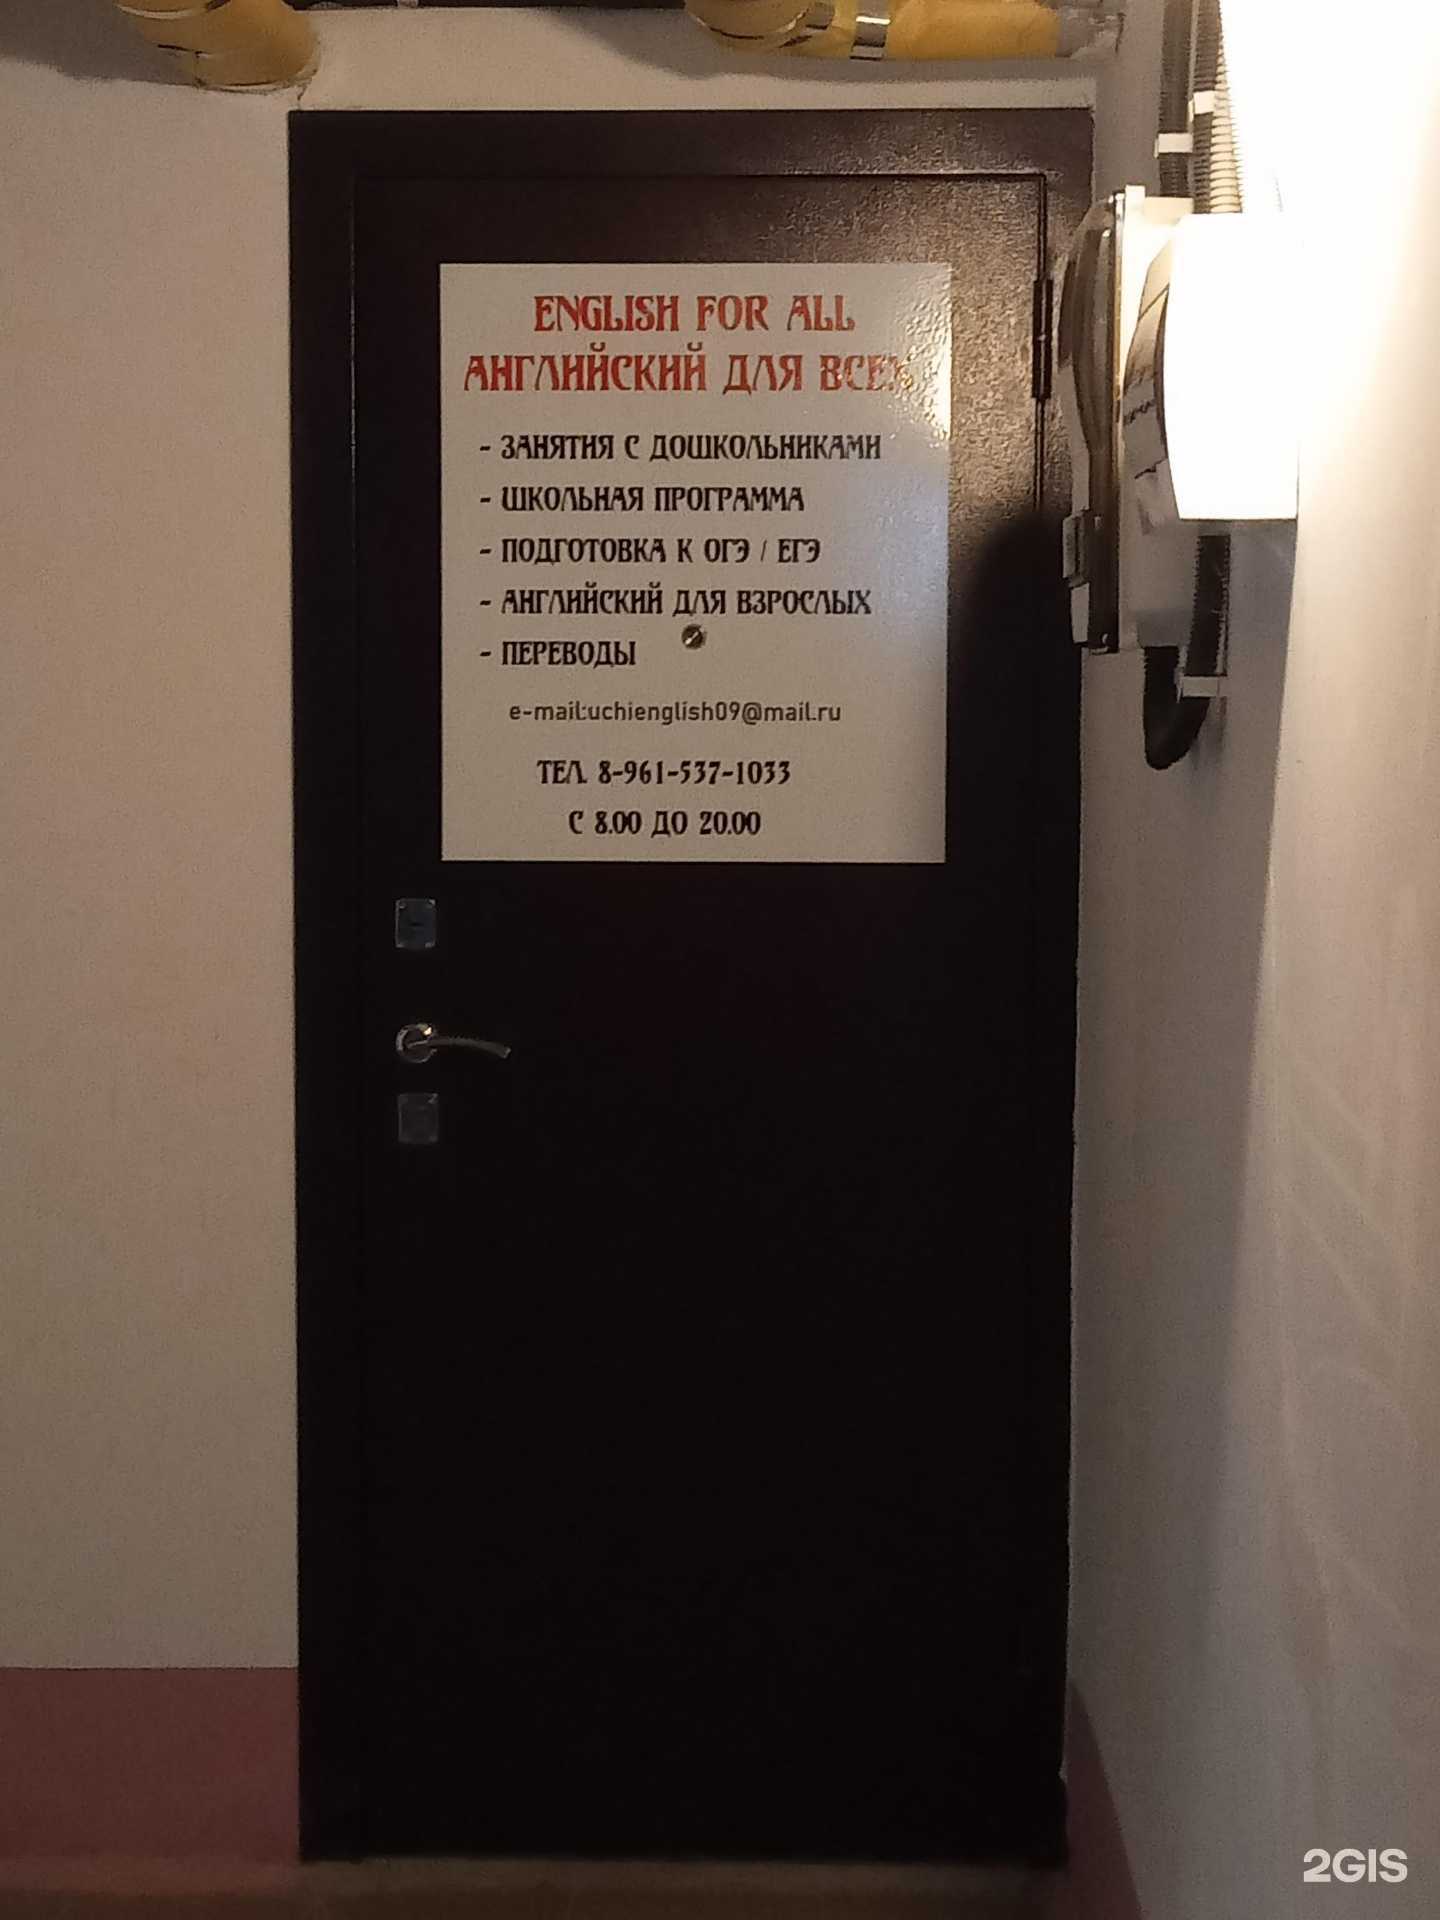 ENGLISH FOR ALL
АНГЛИЙСКИЙ ДЛЯ ВСЕХ
- ЗАНЯТИЯ С ДОШКОЛЬНИКАМИ
- ШКОЛЬНАЯ ПРОГРАММА
- ПОДГОТОВКА К ОГЭ / ЕГЭ
- АНГЛИЙСКИЙ ДЛЯ ВЗРОСЛЫХ
- ПЕРЕВОДЫ
e-mail:uchienglish09@mail.ru
ТЕЛ. 8-961-537-1033
С 8.00 ДО 20.00
2GIS